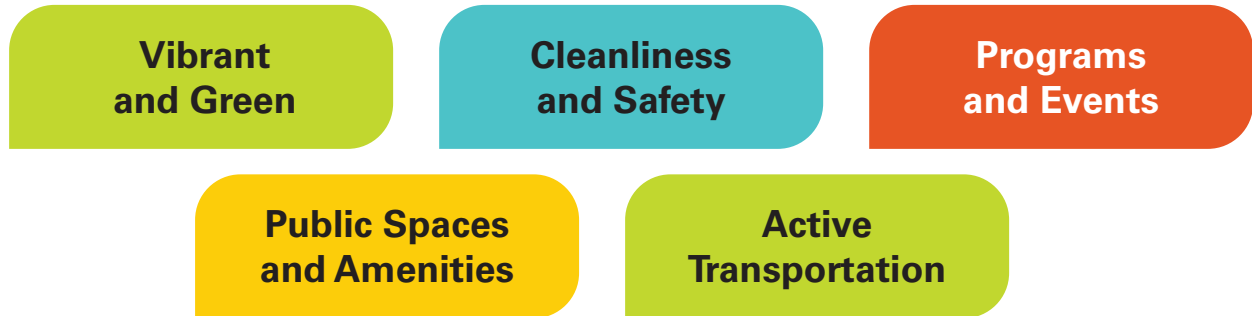 Vibrant
and Green
Cleanliness
and Safety
Programs
and Events
Public Spaces
and Amenities
Active
Transportation